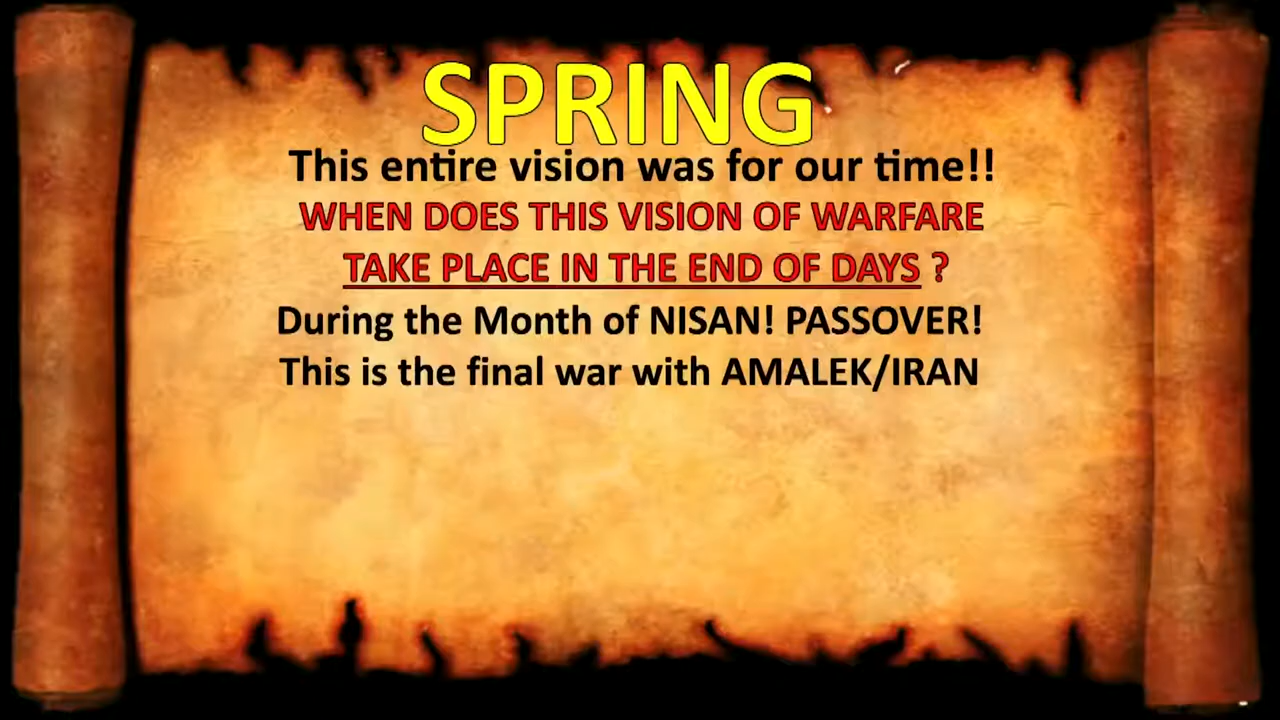 SPRING
This entire vision was for our time!!
WHEN DOES THIS VISION OF WARFARE
TAKE PLACE IN THE END OF DAYS ?
During the Month of NISAN! PASSOVER!
This is the final war with AMALEK/IRAN